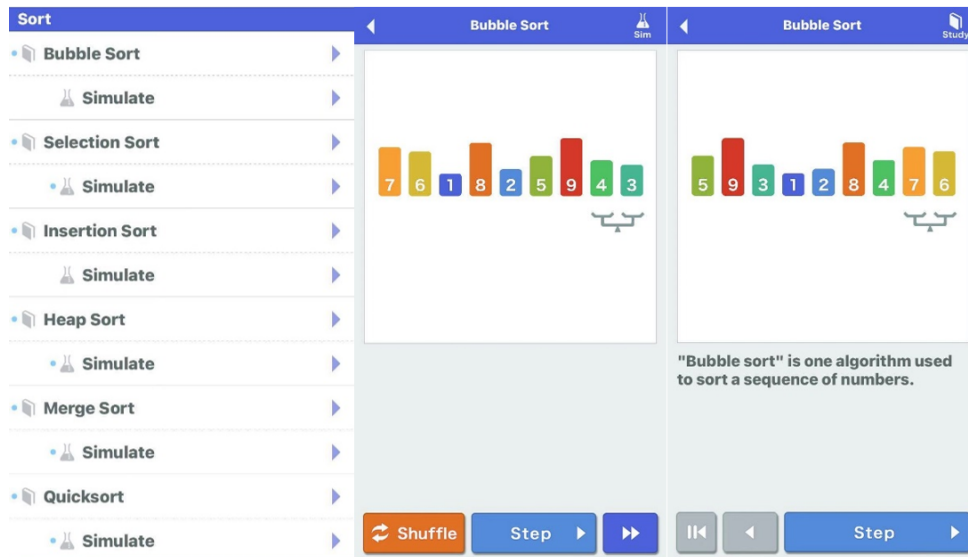 Sort
Bubble Sort
Simulate
Selection Sort
Simulate
Insertion Sort
Simulate
Heap Sort
Simulate
Merge Sort
Simulate
Quicksort
Simulate
Bubble Sort
Sim
7 6 1 8 2 5 9 4 3
Shuffle
Step
Bubble Sort
Study
5 9 3 1 2 8 4 7 6
"Bubble sort" is one algorithm used
to sort a sequence of numbers.
Step